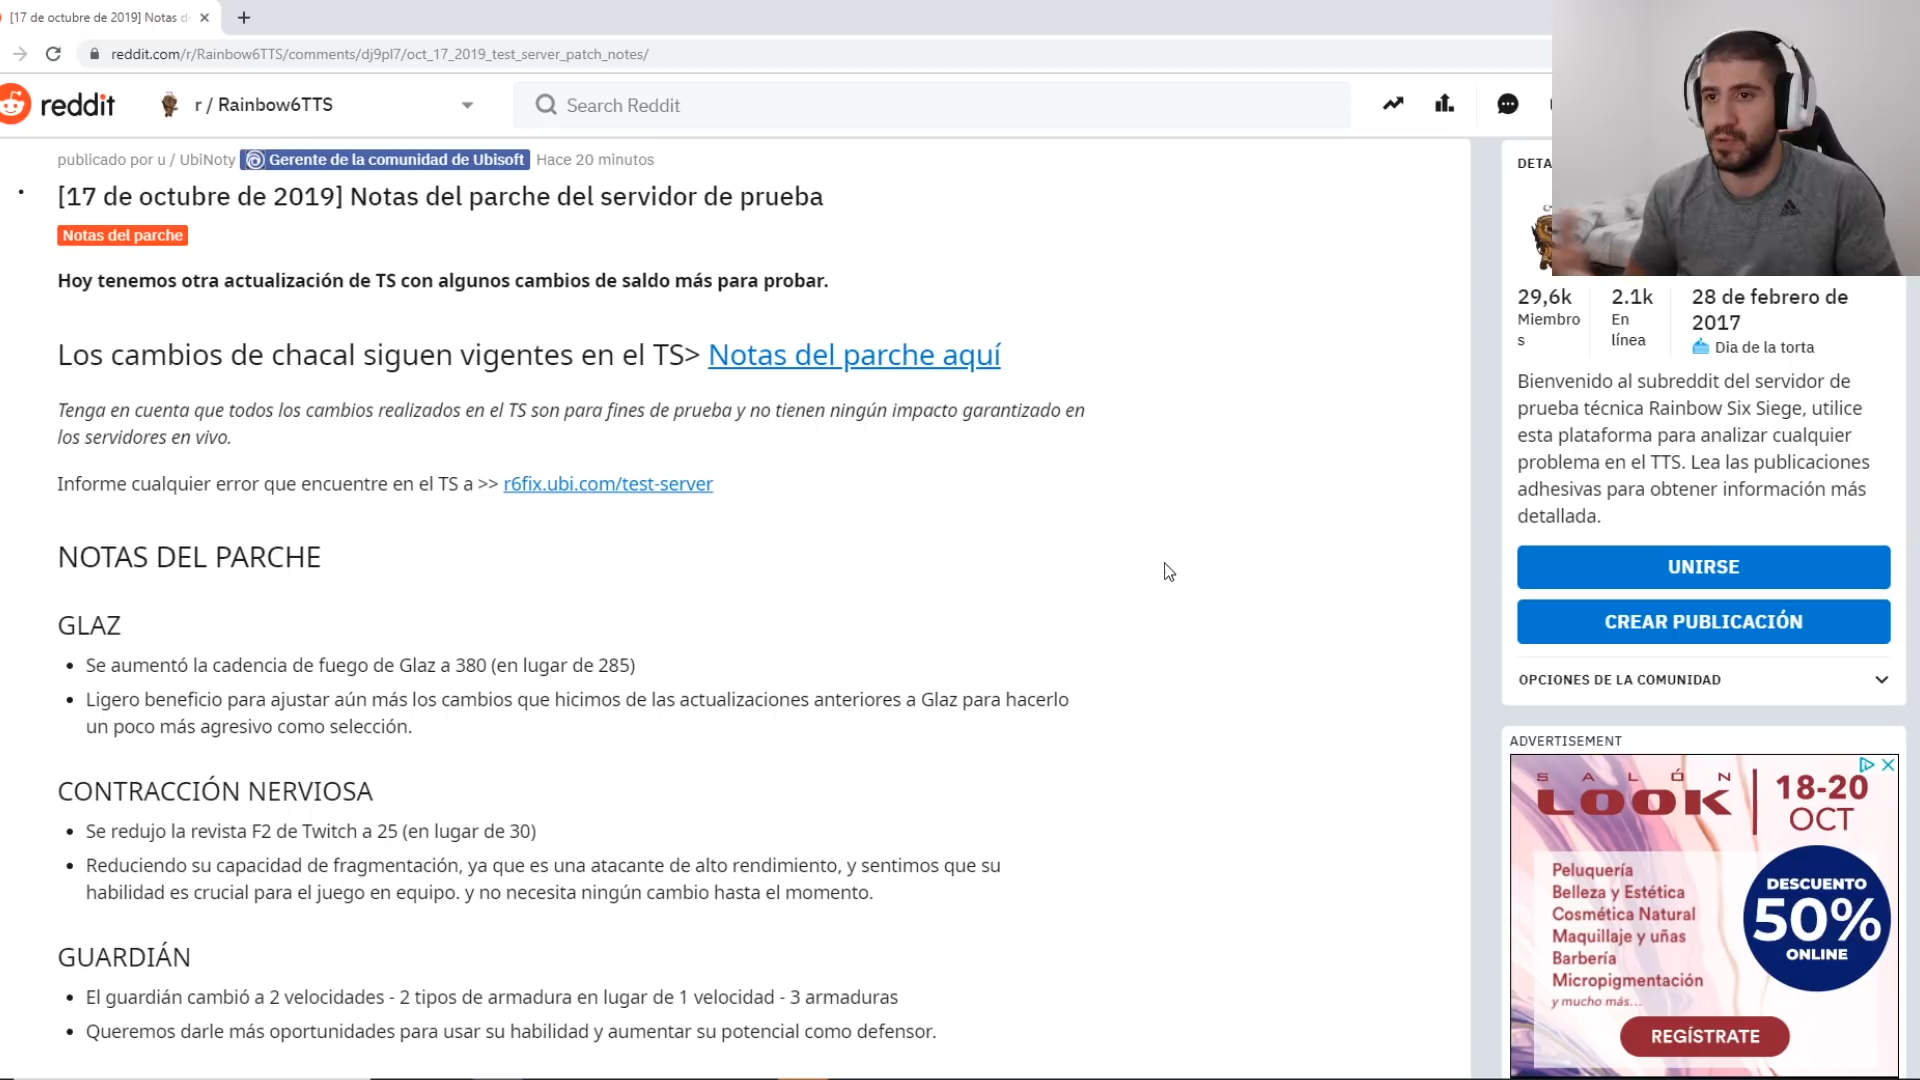 [17 de octubre de 2019] Notas d
reddit.com/r/Rainbow6TTS/comments/dj9pl7/oct_17_2019_test_server_patch_notes/
reddit
r / Rainbow6TTS
Search Reddit
publicado por u / UbiNoty Gerente de la comunidad de Ubisoft Hace 20 minutos
[17 de octubre de 2019] Notas del parche del servidor de prueba
Notas del parche
Hoy tenemos otra actualización de TS con algunos cambios de saldo más para probar.
Los cambios de chacal siguen vigentes en el TS> Notas del parche aquí
Tenga en cuenta que todos los cambios realizados en el TS son para fines de prueba y no tienen ningún impacto garantizado en
los servidores en vivo.
Informe cualquier error que encuentre en el TS a >> r6fix.ubi.com/test-server
NOTAS DEL PARCHE
GLAZ
• Se aumentó la cadencia de fuego de Glaz a 380 (en lugar de 285)
• Ligero beneficio para ajustar aún más los cambios que hicimos de las actualizaciones anteriores a Glaz para hacerlo
un poco más agresivo como selección.
CONTRACCIÓN NERVIOSA
• Se redujo la revista F2 de Twitch a 25 (en lugar de 30)
• Reduciendo su capacidad de fragmentación, ya que es una atacante de alto rendimiento, y sentimos que su
habilidad es crucial para el juego en equipo. y no necesita ningún cambio hasta el momento.
GUARDIÁN
• El guardián cambió a 2 velocidades - 2 tipos de armadura en lugar de 1 velocidad - 3 armaduras
• Queremos darle más oportunidades para usar su habilidad y aumentar su potencial como defensor.
DETA
29,6k
Miembro
s
2.1k
En
línea
28 de febrero de
2017
Dia de la torta
Bienvenido al subreddit del servidor de
prueba técnica Rainbow Six Siege, utilice
esta plataforma para analizar cualquier
problema en el TTS. Lea las publicaciones
adhesivas para obtener información más
detallada.
UNIRSE
CREAR PUBLICACIÓN
OPCIONES DE LA COMUNIDAD
ADVERTISEMENT
SALÓN
LOOK
18-20
OCT
Peluquería
Belleza y Estética
Cosmética Natural
Maquillaje y uñas
Barbería
Micropigmentación
y mucho más...
DESCUENTO
50%
ONLINE
REGÍSTRATE